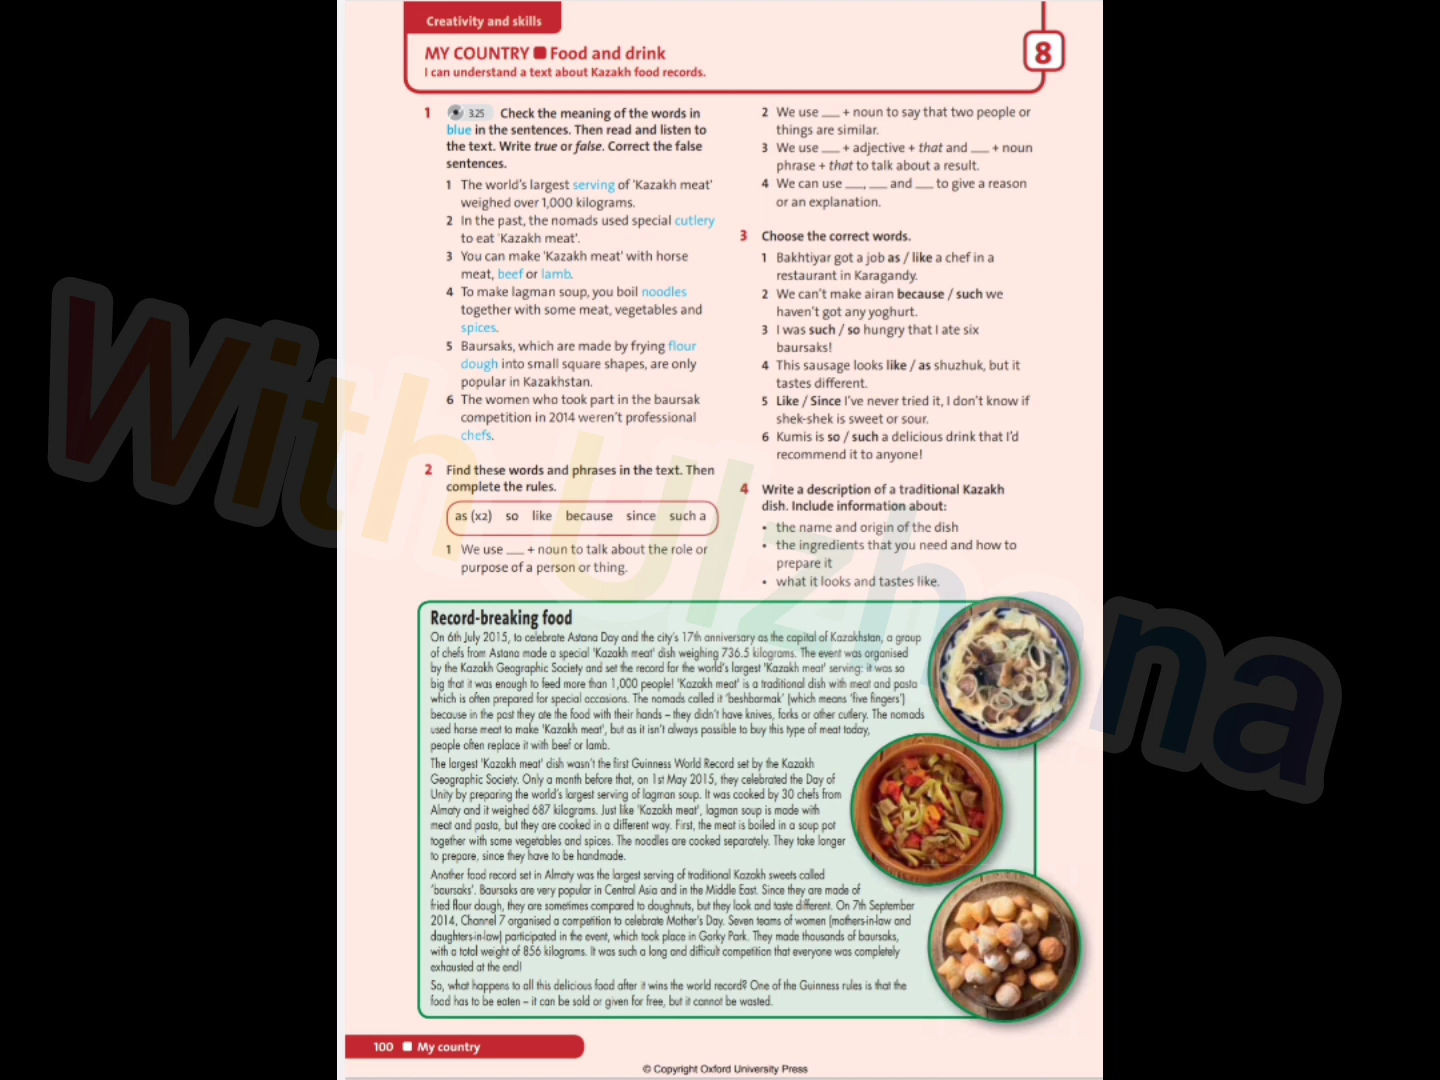 Creativity and skills
MY COUNTRY ■ Food and drink
I can understand a text about Kazakh food records.
8
1 3.25 Check the meaning of the words in
blue in the sentences. Then read and listen to
the text. Write true or false. Correct the false
sentences.
1 The world's largest serving of 'Kazakh meat'
weighed over 1,000 kilograms.
2 In the past, the nomads used special cutlery
to eat 'Kazakh meat'.
3 You can make 'Kazakh meat' with horse
meat, beef or lamb.
4 To make lagman soup, you boil noodles
together with some meat, vegetables and
spices.
5 Baursaks, which are made by frying flour
dough into small square shapes, are only
popular in Kazakhstan.
6 The women who took part in the baursak
competition in 2014 weren't professional
chefs.
2 Find these words and phrases in the text. Then
complete the rules.
as (x2) so like because since such a
1 We use ___ + noun to talk about the role or
purpose of a person or thing.
2 We use ___ + noun to say that two people or
things are similar.
3 We use ___ + adjective + that and ___ + noun
phrase + that to talk about a result.
4 We can use ___, ___ and ___ to give a reason
or an explanation.
3 Choose the correct words.
1 Bakhtiyar got a job as / like a chef in a
restaurant in Karagandy.
2 We can't make airan because / such we
haven't got any yoghurt.
3 I was such / so hungry that I ate six
baursaks!
4 This sausage looks like / as shuzhuk, but it
tastes different.
5 Like / Since I've never tried it, I don't know if
shek-shek is sweet or sour.
6 Kumis is so / such a delicious drink that I'd
recommend it to anyone!
4 Write a description of a traditional Kazakh
dish. Include information about:
• the name and origin of the dish
• the ingredients that you need and how to
prepare it
• what it looks and tastes like.
Record-breaking food
On 6th July 2015, to celebrate Astana Day and the city's 17th anniversary as the capital of Kazakhstan, a group
of chefs from Astana made a special 'Kazakh meat' dish weighing 736.5 kilograms. The event was organised
by the Kazakh Geographic Society and set the record for the world's largest 'Kazakh meat' serving: it was so
big that it was enough to feed more than 1,000 people! 'Kazakh meat' is a traditional dish with meat and pasta
which is often prepared for special occasions. The nomads called it 'beshbarmak' (which means 'five fingers')
because in the past they ate the food with their hands – they didn't have knives, forks or other cutlery. The nomads
used horse meat to make 'Kazakh meat', but as it isn't always possible to buy this type of meat today,
people often replace it with beef or lamb.
The largest 'Kazakh meat' dish wasn't the first Guinness World Record set by the Kazakh
Geographic Society. Only a month before that, on 1st May 2015, they celebrated the Day of
Unity by preparing the world's largest serving of lagman soup. It was cooked by 30 chefs from
Almaty and it weighed 687 kilograms. Just like 'Kazakh meat', lagman soup is made with
meat and pasta, but they are cooked in a different way. First, the meat is boiled in a soup pot
together with some vegetables and spices. The noodles are cooked separately. They take longer
to prepare, since they have to be handmade.
Another food record set in Almaty was the largest serving of traditional Kazakh sweets called
'baursaks'. Baursaks are very popular in Central Asia and in the Middle East. Since they are made of
fried flour dough, they are sometimes compared to doughnuts, but they look and taste different. On 7th September
2014, Channel 7 organised a competition to celebrate Mother's Day. Seven teams of women (mothers-in-law and
daughters-in-law) participated in the event, which took place in Gorky Park. They made thousands of baursaks,
with a total weight of 856 kilograms. It was such a long and difficult competition that everyone was completely
exhausted at the end!
So, what happens to all this delicious food after it wins the world record? One of the Guinness rules is that the
food has to be eaten – it can be sold or given for free, but it cannot be wasted.
100 ■ My country
© Copyright Oxford University Press
With Ulzhena